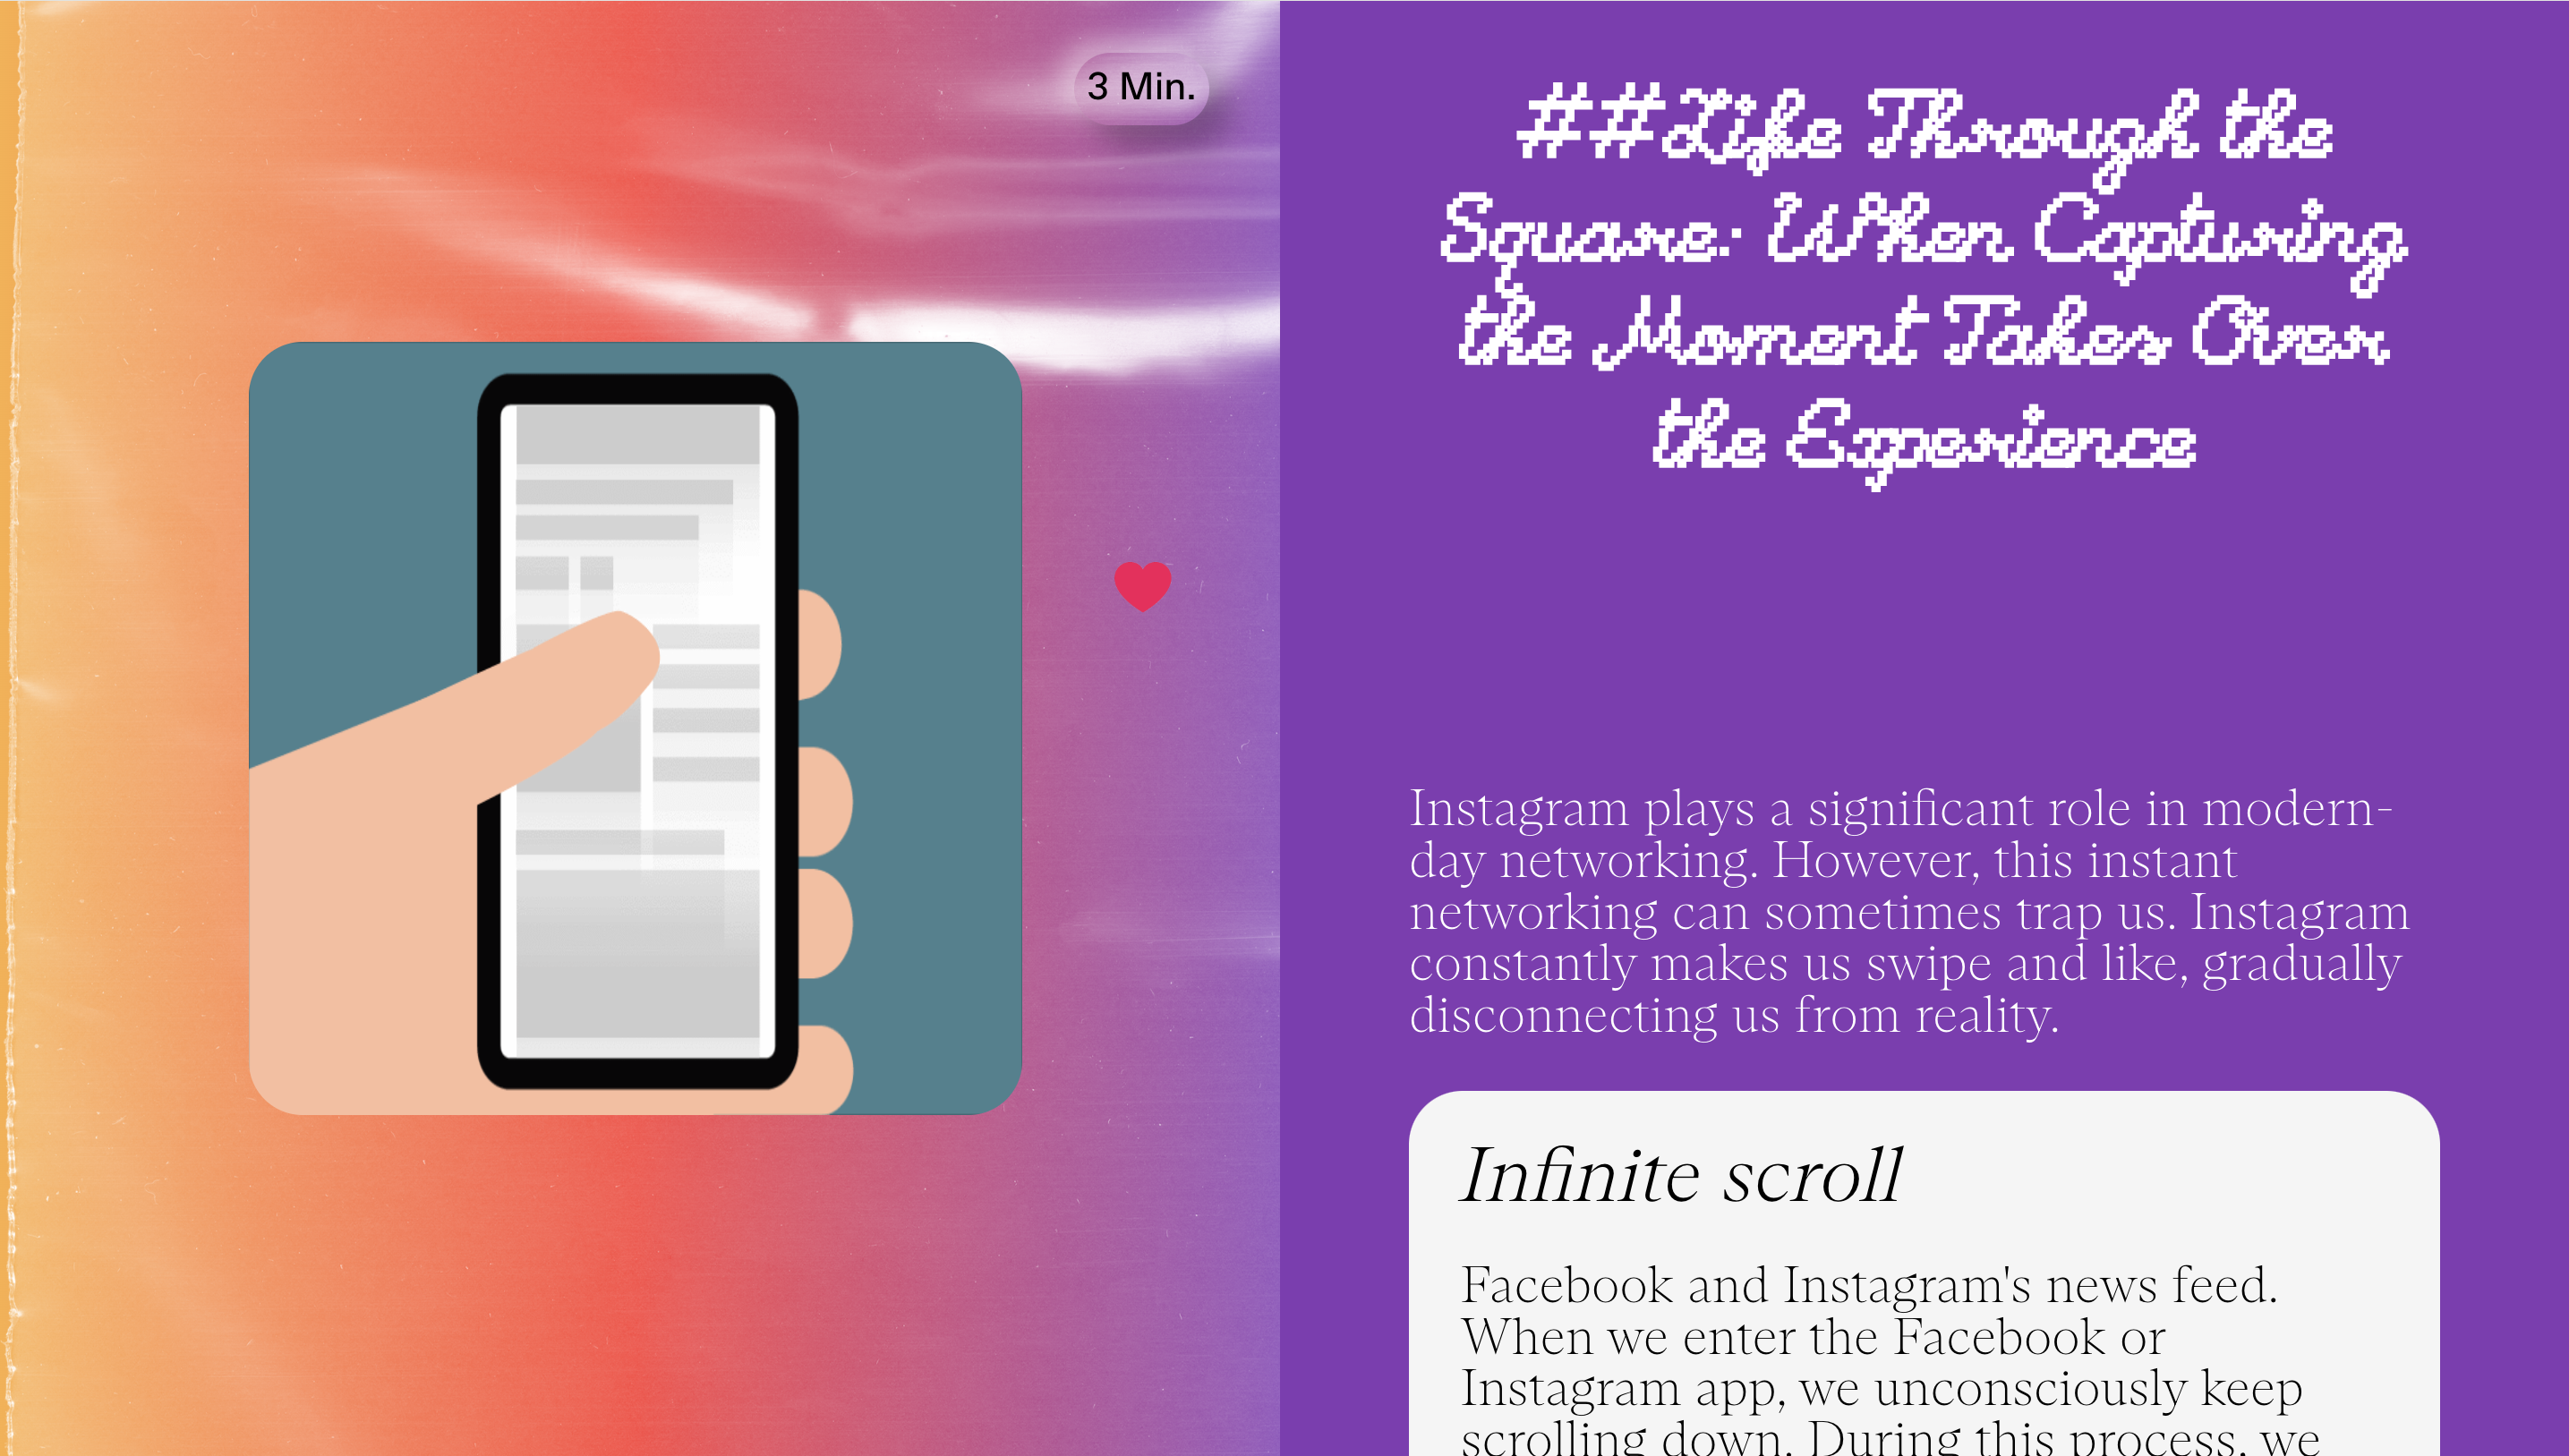 3 Min.
##Life Through the
Square: When Capturing
the Moment Takes Over
the Experience
Instagram plays a significant role in modern-
day networking. However, this instant
networking can sometimes trap us. Instagram
constantly makes us swipe and like, gradually
disconnecting us from reality.
Infinite scroll
Facebook and Instagram's news feed.
When we enter the Facebook or
Instagram app, we unconsciously keep
scrolling down. During this process, we